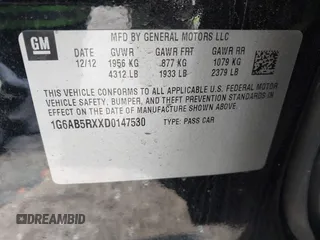 GM
MFD BY GENERAL MOTORS LLC
DATE GVWR GAWR FRT GAWR RR
12/12 1956 KG 877 KG 1079 KG
4312 LB 1933 LB 2379 LB
THIS VEHICLE CONFORMS TO ALL APPLICABLE U.S. FEDERAL MOTOR
VEHICLE SAFETY, BUMPER, AND THEFT PREVENTION STANDARDS
IN EFFECT ON THE DATE OF MANUFACTURE SHOWN ABOVE.
1G6AB5RXXD0147530 TYPE: PASS CAR
DREAMBID